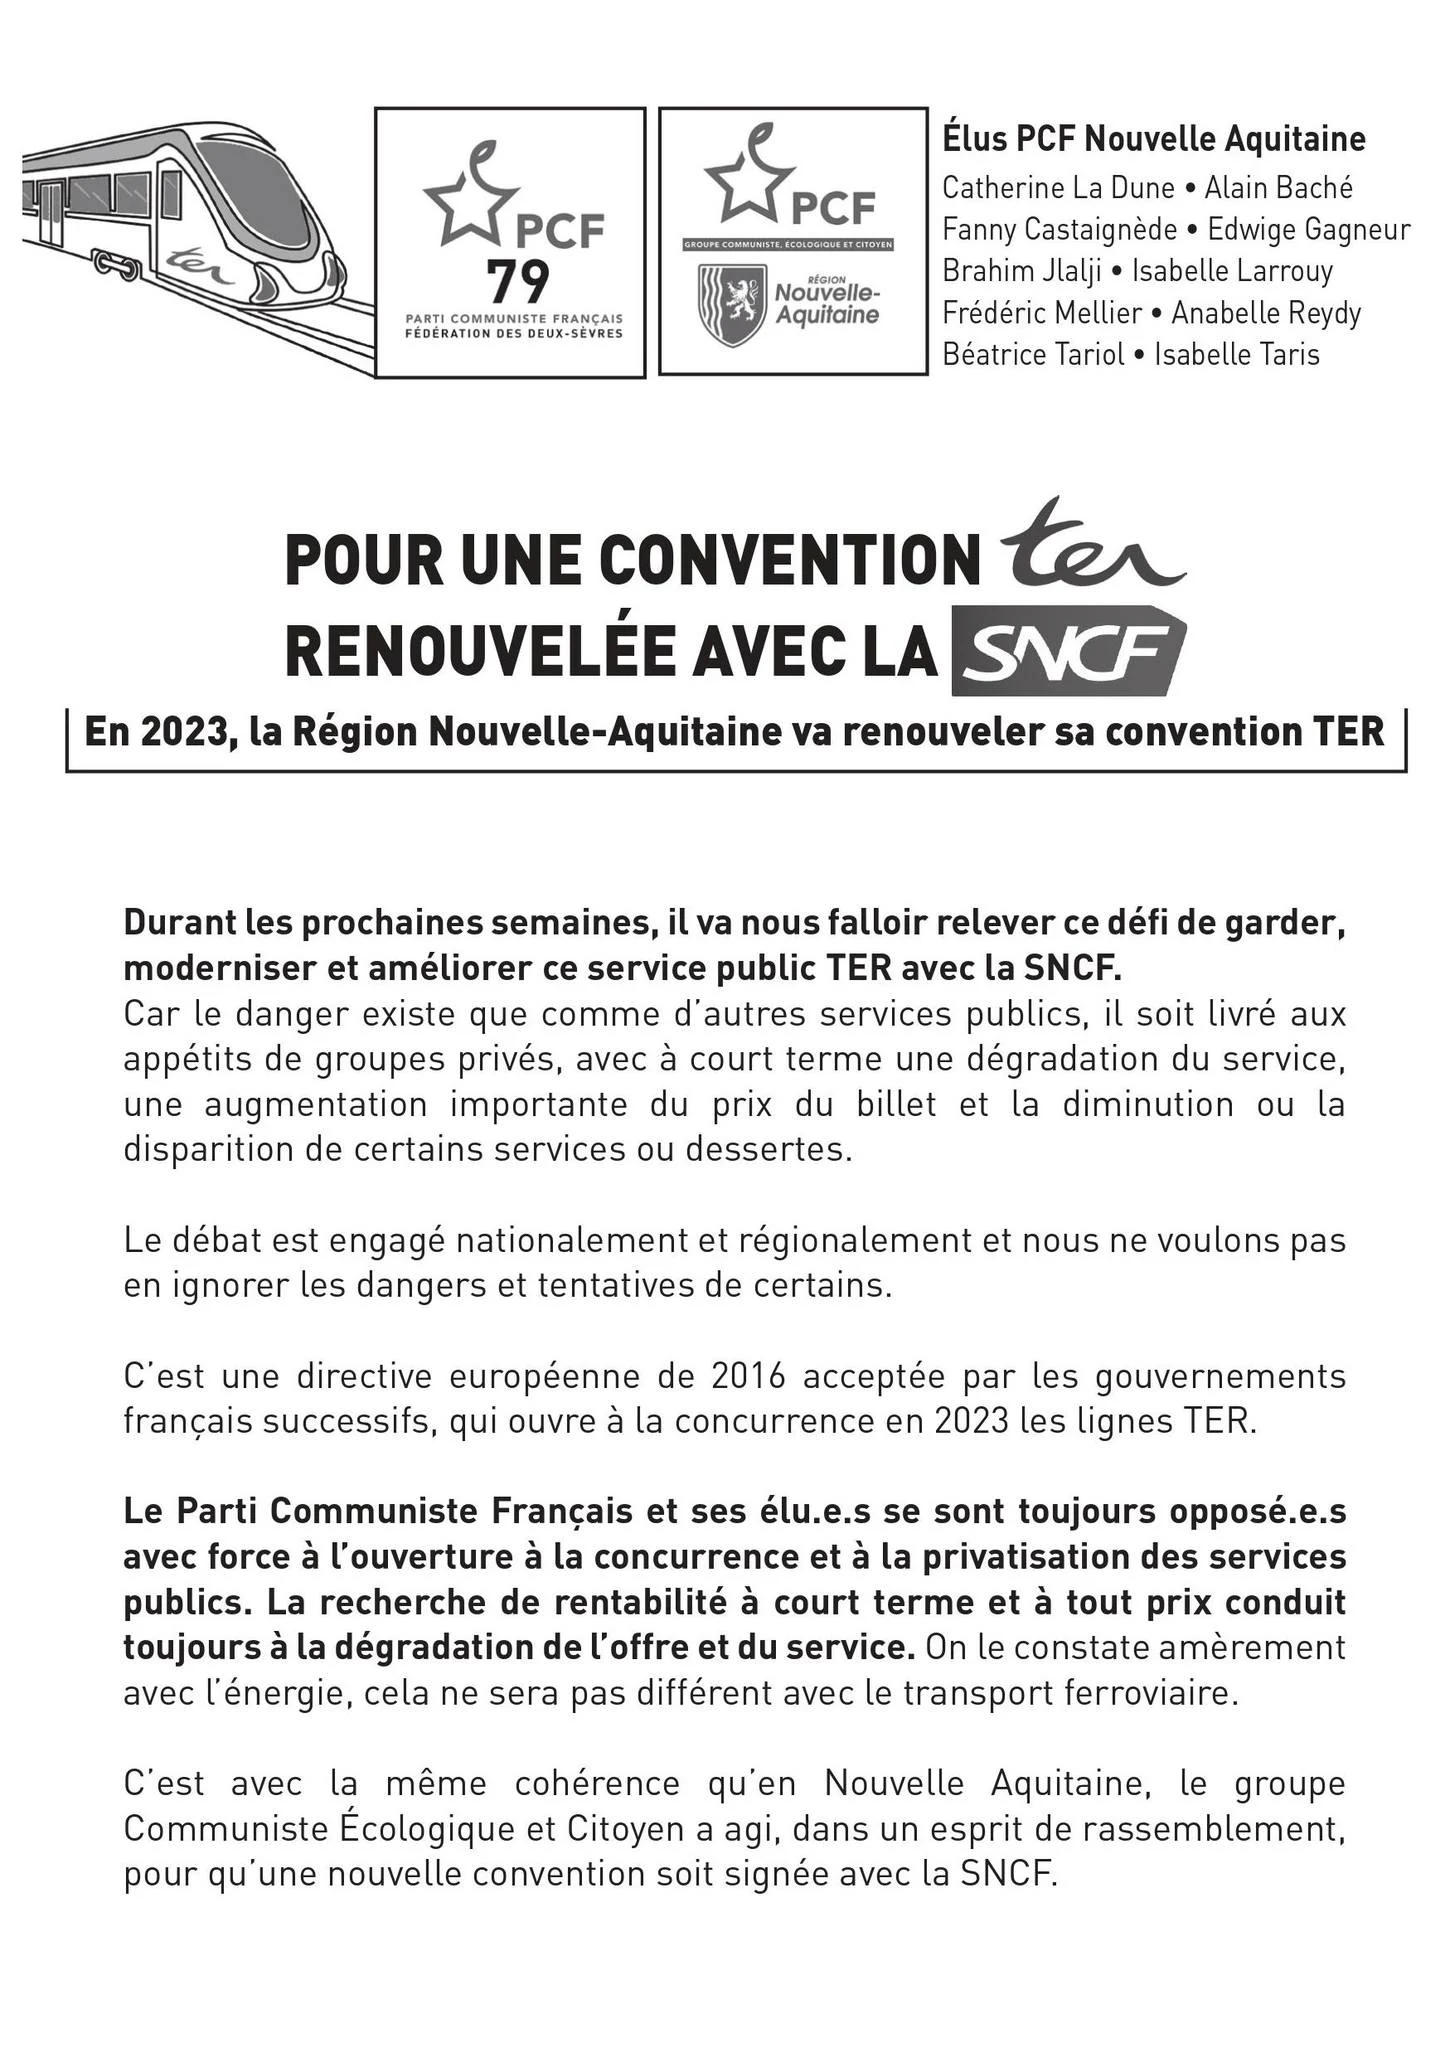 ter
PCF
79
PARTI COMMUNISTE FRANÇAIS
FÉDÉRATION DES DEUX-SÈVRES
PCF
GROUPE COMMUNISTE, ÉCOLOGIQUE ET CITOYEN
RÉGION
Nouvelle-
Aquitaine
Élus PCF Nouvelle Aquitaine
Catherine La Dune • Alain Baché
Fanny Castaignède • Edwige Gagneur
Brahim Jlalji • Isabelle Larrouy
Frédéric Mellier • Anabelle Reydy
Béatrice Tariol • Isabelle Taris
POUR UNE CONVENTION ter
RENOUVELÉE AVEC LA SNCF
En 2023, la Région Nouvelle-Aquitaine va renouveler sa convention TER
Durant les prochaines semaines, il va nous falloir relever ce défi de garder,
moderniser et améliorer ce service public TER avec la SNCF.
Car le danger existe que comme d'autres services publics, il soit livré aux
appétits de groupes privés, avec à court terme une dégradation du service,
une augmentation importante du prix du billet et la diminution ou la
disparition de certains services ou dessertes.
Le débat est engagé nationalement et régionalement et nous ne voulons pas
en ignorer les dangers et tentatives de certains.
C'est une directive européenne de 2016 acceptée par les gouvernements
français successifs, qui ouvre à la concurrence en 2023 les lignes TER.
Le Parti Communiste Français et ses élu.e.s se sont toujours opposé.e.s
avec force à l'ouverture à la concurrence et à la privatisation des services
publics. La recherche de rentabilité à court terme et à tout prix conduit
toujours à la dégradation de l'offre et du service. On le constate amèrement
avec l'énergie, cela ne sera pas différent avec le transport ferroviaire.
C'est avec la même cohérence qu'en Nouvelle Aquitaine, le groupe
Communiste Écologique et Citoyen a agi, dans un esprit de rassemblement,
pour qu'une nouvelle convention soit signée avec la SNCF.